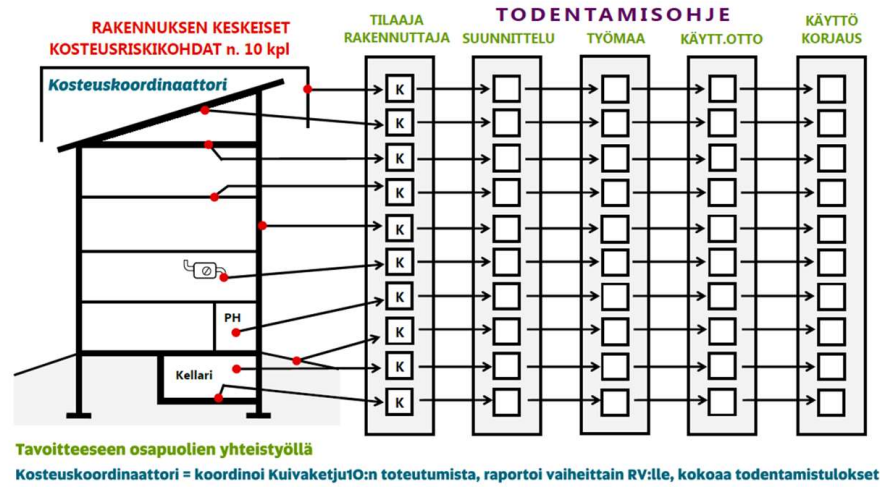 RAKENNUKSEN KESKEISET
KOSTEUSRISKIKOHDAT n. 10 kpl
TODENTAMISOHJE
TILAAJA
RAKENNUTTAJA
SUUNNITTELU
TYÖMAA
KÄYTT.OTTO
KÄYTTÖ
KORJAUS
Kosteuskoordinaattori
K
K
K
K
K
K
K
K
K
K
PH
Kellari
Tavoitteeseen osapuolien yhteistyöllä
Kosteuskoordinaattori = koordinoi Kuivaketju10:n toteutumista, raportoi vaiheittain RV:lle, kokoaa todentamistulokset